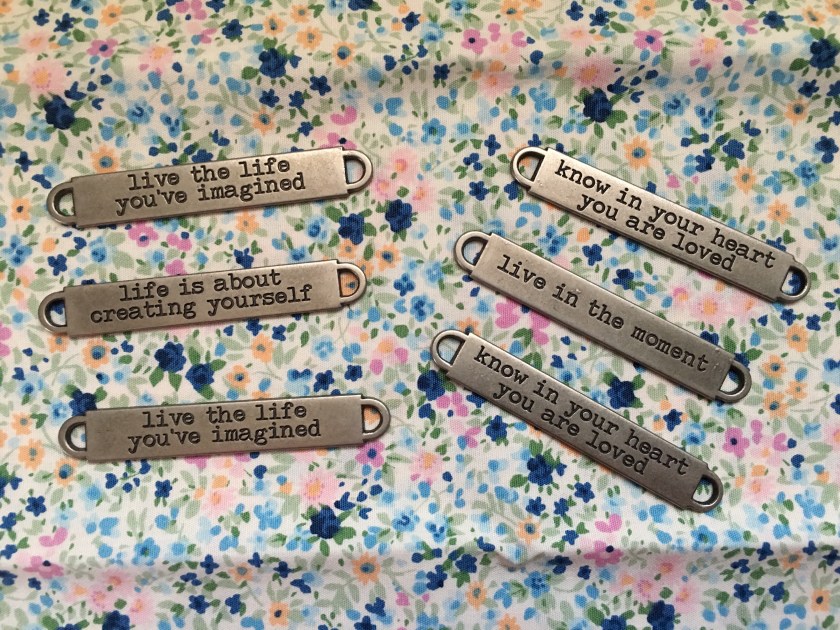 live the life
you've imagined
life is about
creating yourself
live the life
you've imagined
know in your heart
you are loved
live in the moment
know in your heart
you are loved